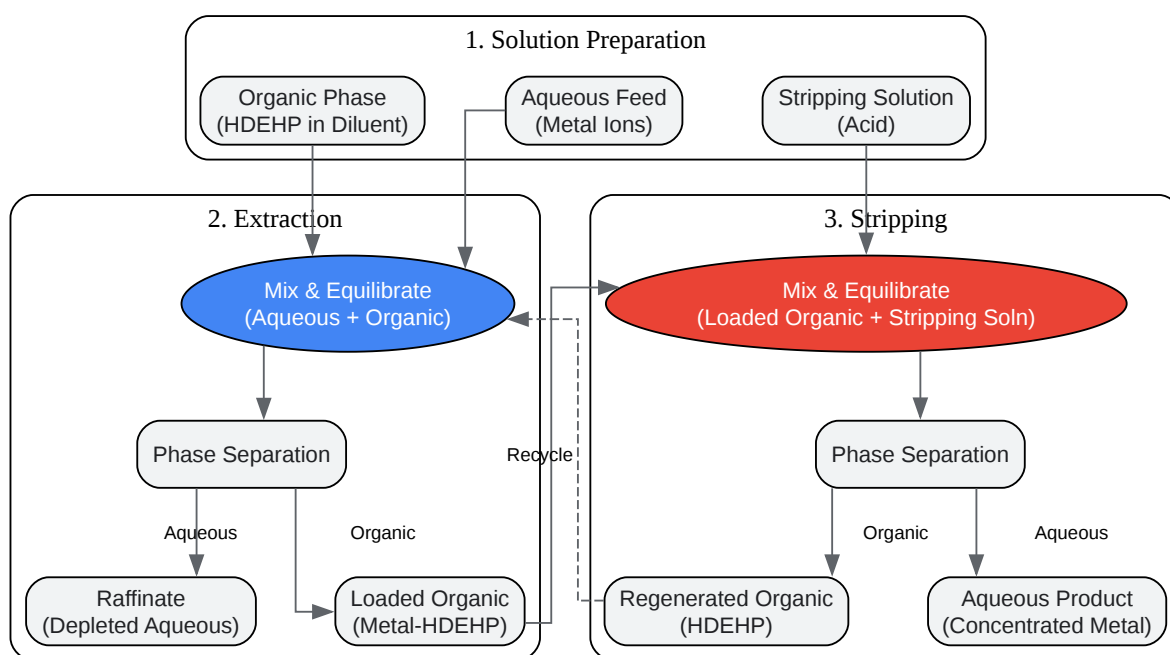 1. Solution Preparation
Organic Phase
(HDEHP in Diluent)
Aqueous Feed
(Metal Ions)
Stripping Solution
(Acid)
2. Extraction
Mix & Equilibrate
(Aqueous + Organic)
Phase Separation
Aqueous
Organic
Raffinate
(Depleted Aqueous)
Loaded Organic
(Metal-HDEHP)
Recycle
3. Stripping
Mix & Equilibrate
(Loaded Organic + Stripping Soln)
Phase Separation
Organic
Aqueous
Regenerated Organic
(HDEHP)
Aqueous Product
(Concentrated Metal)